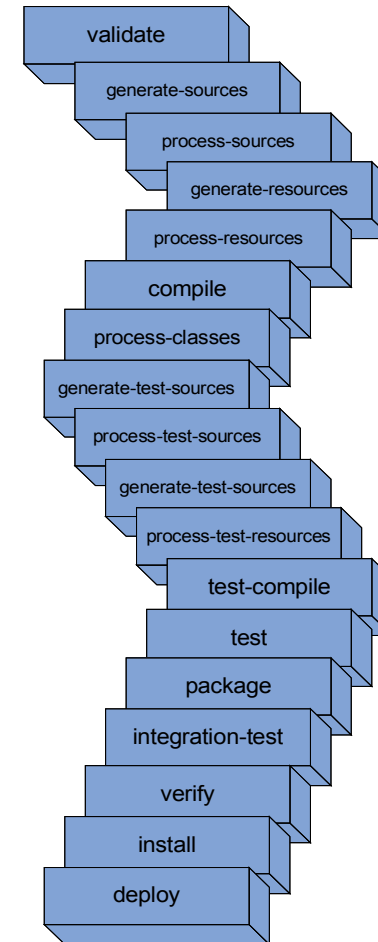 validate
generate-sources
process-sources
generate-resources
process-resources
compile
process-classes
generate-test-sources
process-test-sources
generate-test-sources
process-test-resources
test-compile
test
package
integration-test
verify
install
deploy